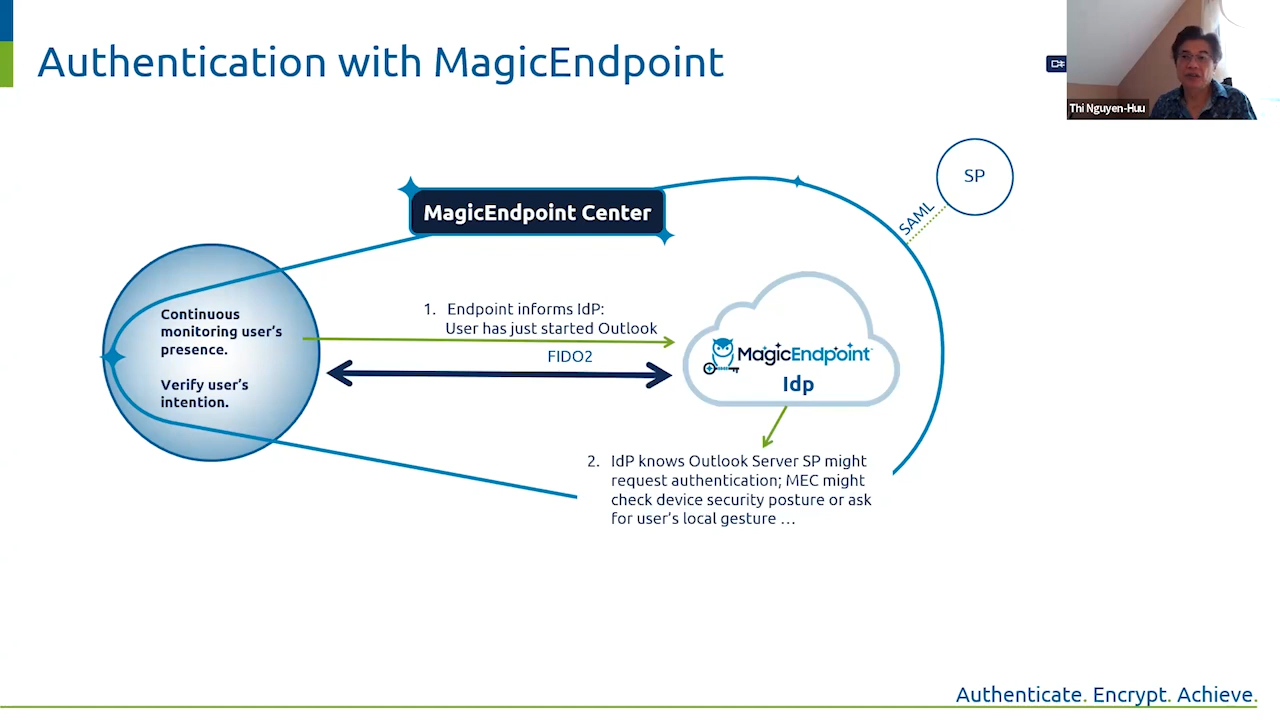 Authentication with MagicEndpoint
Thi Nguyen-Huu
SP
SAML
MagicEndpoint Center
Continuous
monitoring user's
presence.
Verify user's
intention.
1. Endpoint informs IdP:
User has just started Outlook
FIDO2
MagicEndpoint
Idp
2. IdP knows Outlook Server SP might
request authentication; MEC might
check device security posture or ask
for user's local gesture ...
Authenticate. Encrypt. Achieve.